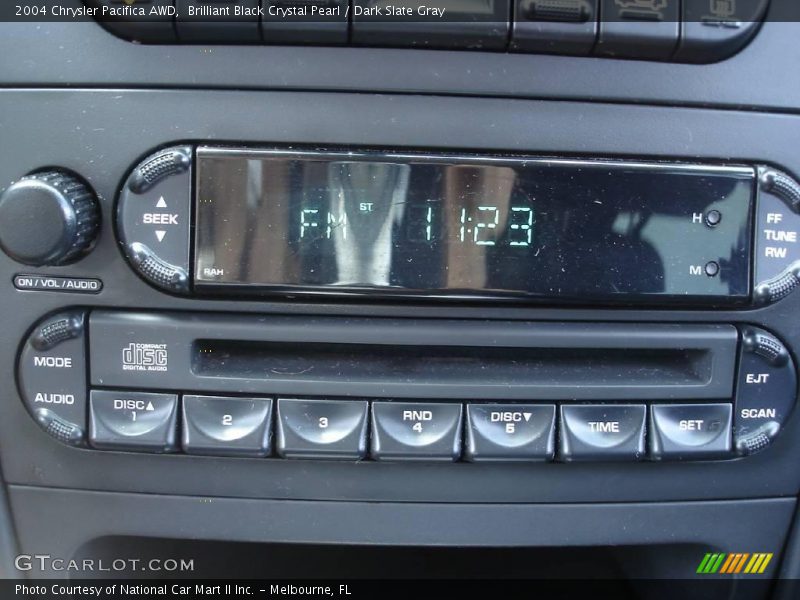 2004 Chrysler Pacifica AWD,  Brilliant Black Crystal Pearl / Dark Slate Gray
SEEK
FM ST 11:23
RAH
H
M
FF
TUNE
RW
ON / VOL / AUDIO
MODE
AUDIO
COMPACT
disc
DIGITAL AUDIO
DISC▲
1
2
3
RND
4
DISC▼
5
TIME
SET
EJT
SCAN
GTCARLOT.COM
Photo Courtesy of National Car Mart II Inc. – Melbourne, FL